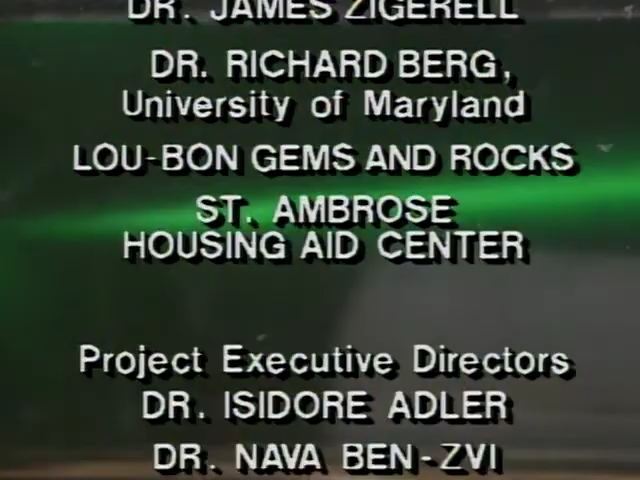 DR. JAMES ZIGERELL
DR. RICHARD BERG,
University of Maryland
LOU-BON GEMS AND ROCKS
ST. AMBROSE
HOUSING AID CENTER
Project Executive Directors
DR. ISIDORE ADLER
DR. NAVA BEN-ZVI